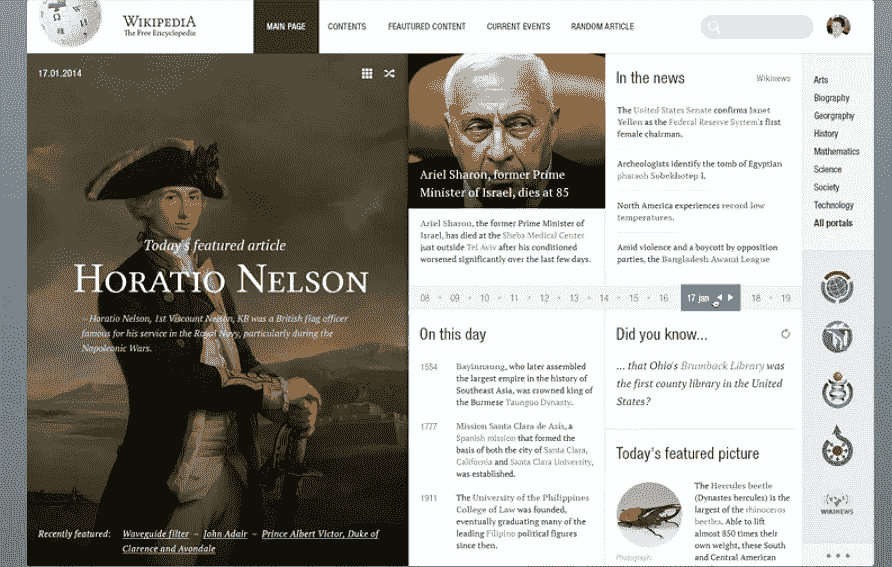 WIKIPEDIA
The Free Encyclopedia
MAIN PAGE
CONTENTS
FEAUTURED CONTENT
CURRENT EVENTS
RANDOM ARTICLE
17.01.2014
Today's featured article
HORATIO NELSON
– Horatio Nelson, 1st Viscount Nelson, KB was a British flag officer
famous for his service in the Royal Navy, particularly during the
Napoleonic Wars.
Recently featured: Waveguide filter – John Adair – Prince Albert Victor, Duke of
Clarence and Avondale
Ariel Sharon, former Prime
Minister of Israel, dies at 85
Ariel Sharon, the former Prime Minister of
Israel, has died at the Sheba Medical Center
just outside Tel Aviv after his conditioned
worsened significantly over the last few days.
In the news
Wikinews
The United States Senate confirms Janet
Yellen as the Federal Reserve System's first
female chairman.
Archeologists identify the tomb of Egyptian
pharaoh Sobekhotep I.
North America experiences record low
temperatures.
Amid violence and a boycott by opposition
parties, the Bangladesh Awami League
08 09 10 11 12 13 14 15 16 17 jan 18 19
On this day
1554 Bayinnaung, who later assembled
the largest empire in the history of
Southeast Asia, was crowned king of
the Burmese Taungoo Dynasty.
1777 Mission Santa Clara de Asís, a
Spanish mission that formed the
basis of both the city of Santa Clara,
California and Santa Clara University,
was established.
1911 The University of the Philippines
College of Law was founded,
eventually graduating many of the
leading Filipino political figures
since then.
Did you know...
... that Ohio's Brumback Library was
the first county library in the United
States?
Today's featured picture
The Hercules beetle
(Dynastes hercules) is the
largest of the rhinoceros
beetles. Able to lift
almost 850 times their
own weight, these South
and Central American
Photograph:
Arts
Biography
Georgraphy
History
Mathematics
Science
Society
Technology
All portals
WIKINEWS